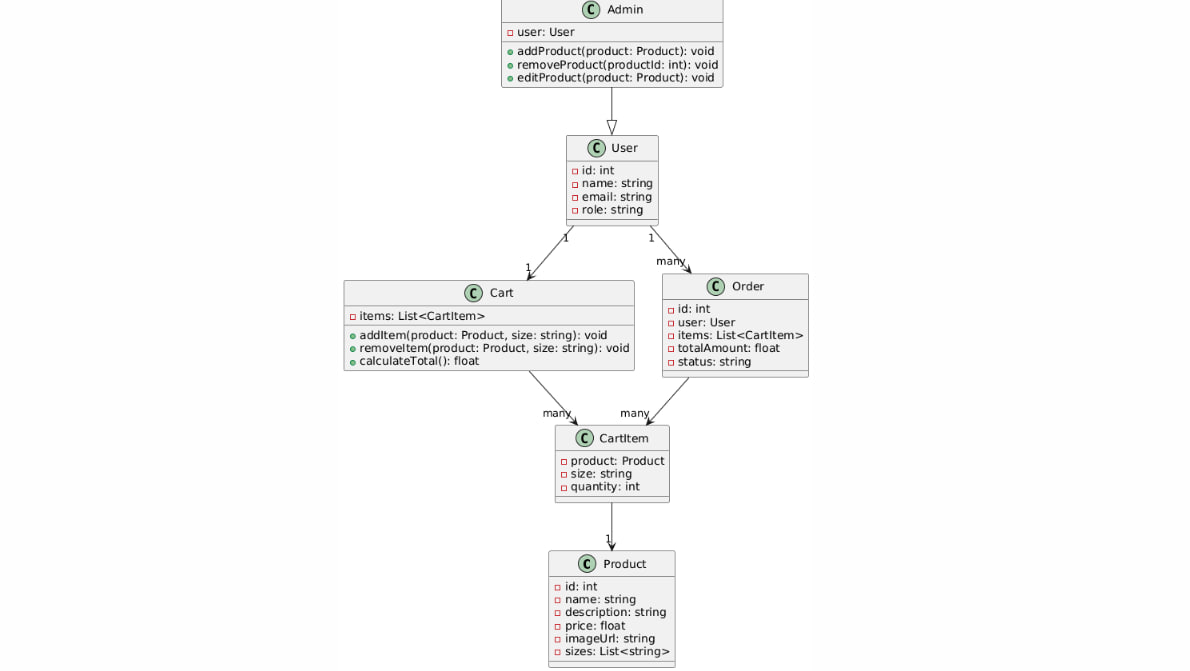 C Admin
user: User
addProduct(product: Product): void
removeProduct(productId: int): void
editProduct(product: Product): void
C User
id: int
name: string
email: string
role: string
1
1
1
many
C Cart
items: List<CartItem>
addItem(product: Product, size: string): void
removeItem(product: Product, size: string): void
calculateTotal(): float
C Order
id: int
user: User
items: List<CartItem>
totalAmount: float
status: string
many
many
C CartItem
product: Product
size: string
quantity: int
1
C Product
id: int
name: string
description: string
price: float
imageUrl: string
sizes: List<string>